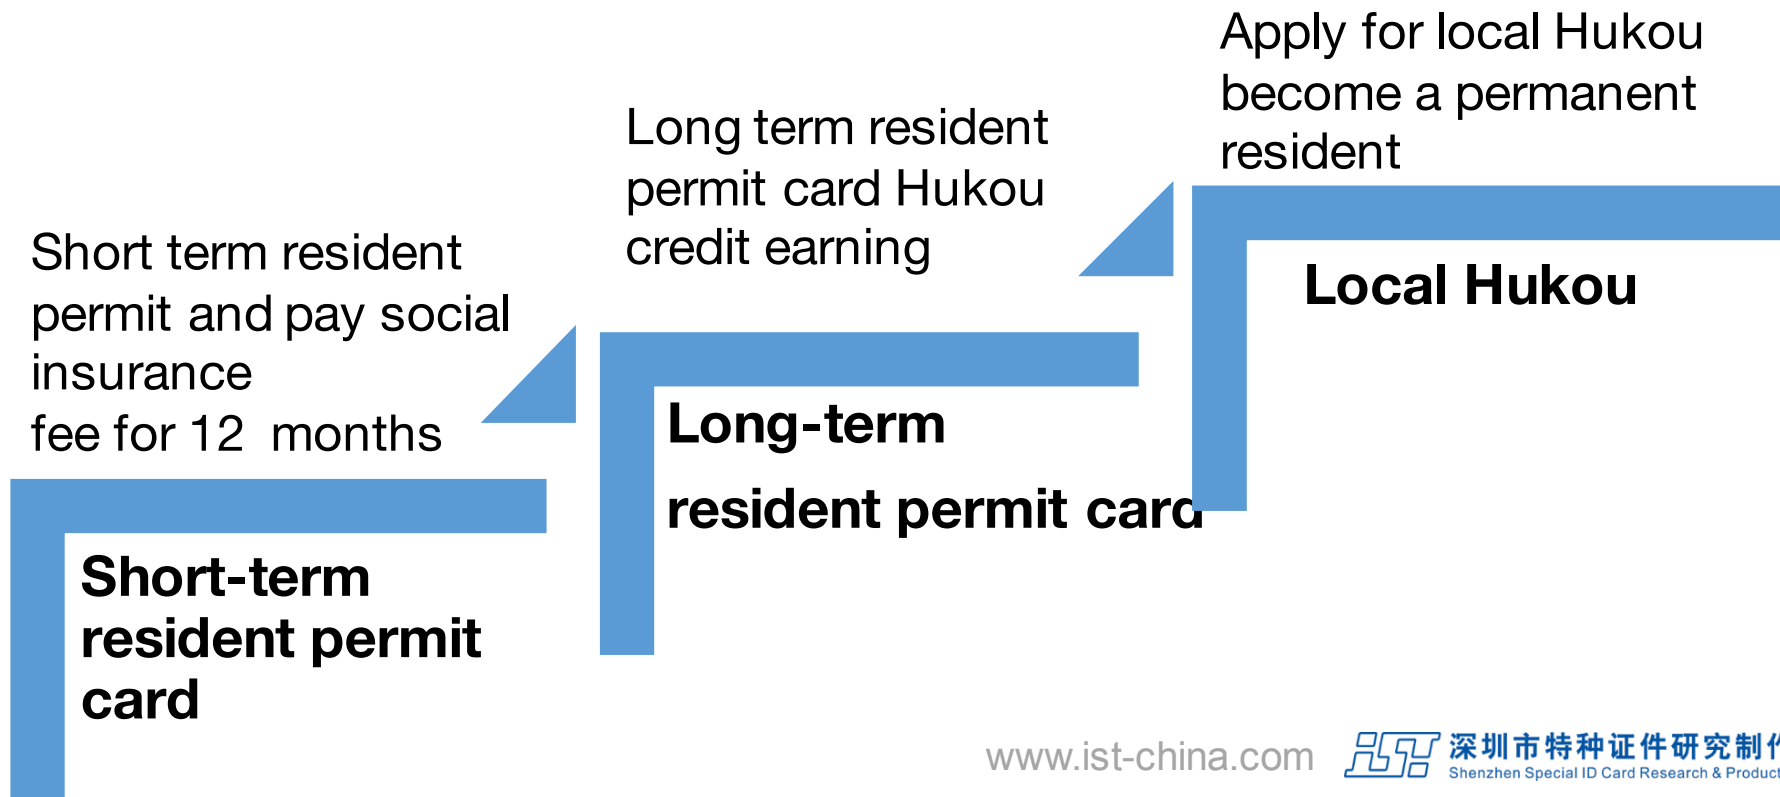 Apply for local Hukou
become a permanent
resident
Long term resident
permit card Hukou
credit earning
Short term resident
permit and pay social
insurance
fee for 12 months
Local Hukou
Long-term
resident permit card
Short-term
resident permit
card
www.ist-china.com
IST
深圳市特种证件研究制作
Shenzhen Special ID Card Research & Product